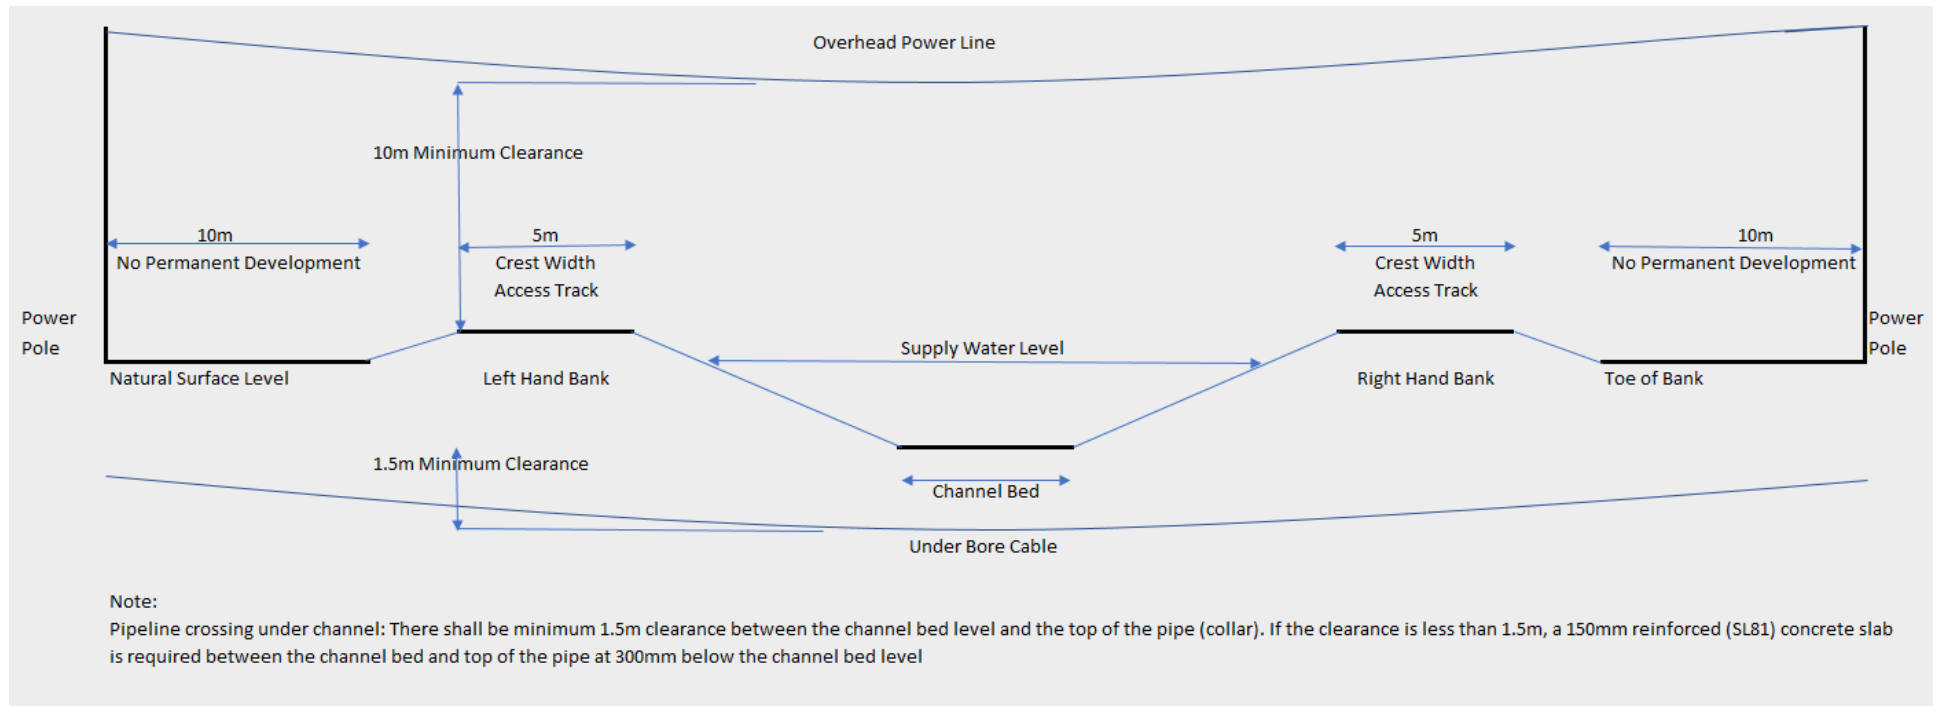 Overhead Power Line
10m Minimum Clearance
10m
No Permanent Development
5m
Crest Width
Access Track
5m
Crest Width
Access Track
10m
No Permanent Development
Power
Pole
Power
Pole
Supply Water Level
Natural Surface Level
Left Hand Bank
Right Hand Bank
Toe of Bank
1.5m Minimum Clearance
Channel Bed
Under Bore Cable
Note:
Pipeline crossing under channel: There shall be minimum 1.5m clearance between the channel bed level and the top of the pipe (collar). If the clearance is less than 1.5m, a 150mm reinforced (SL81) concrete slab
is required between the channel bed and top of the pipe at 300mm below the channel bed level